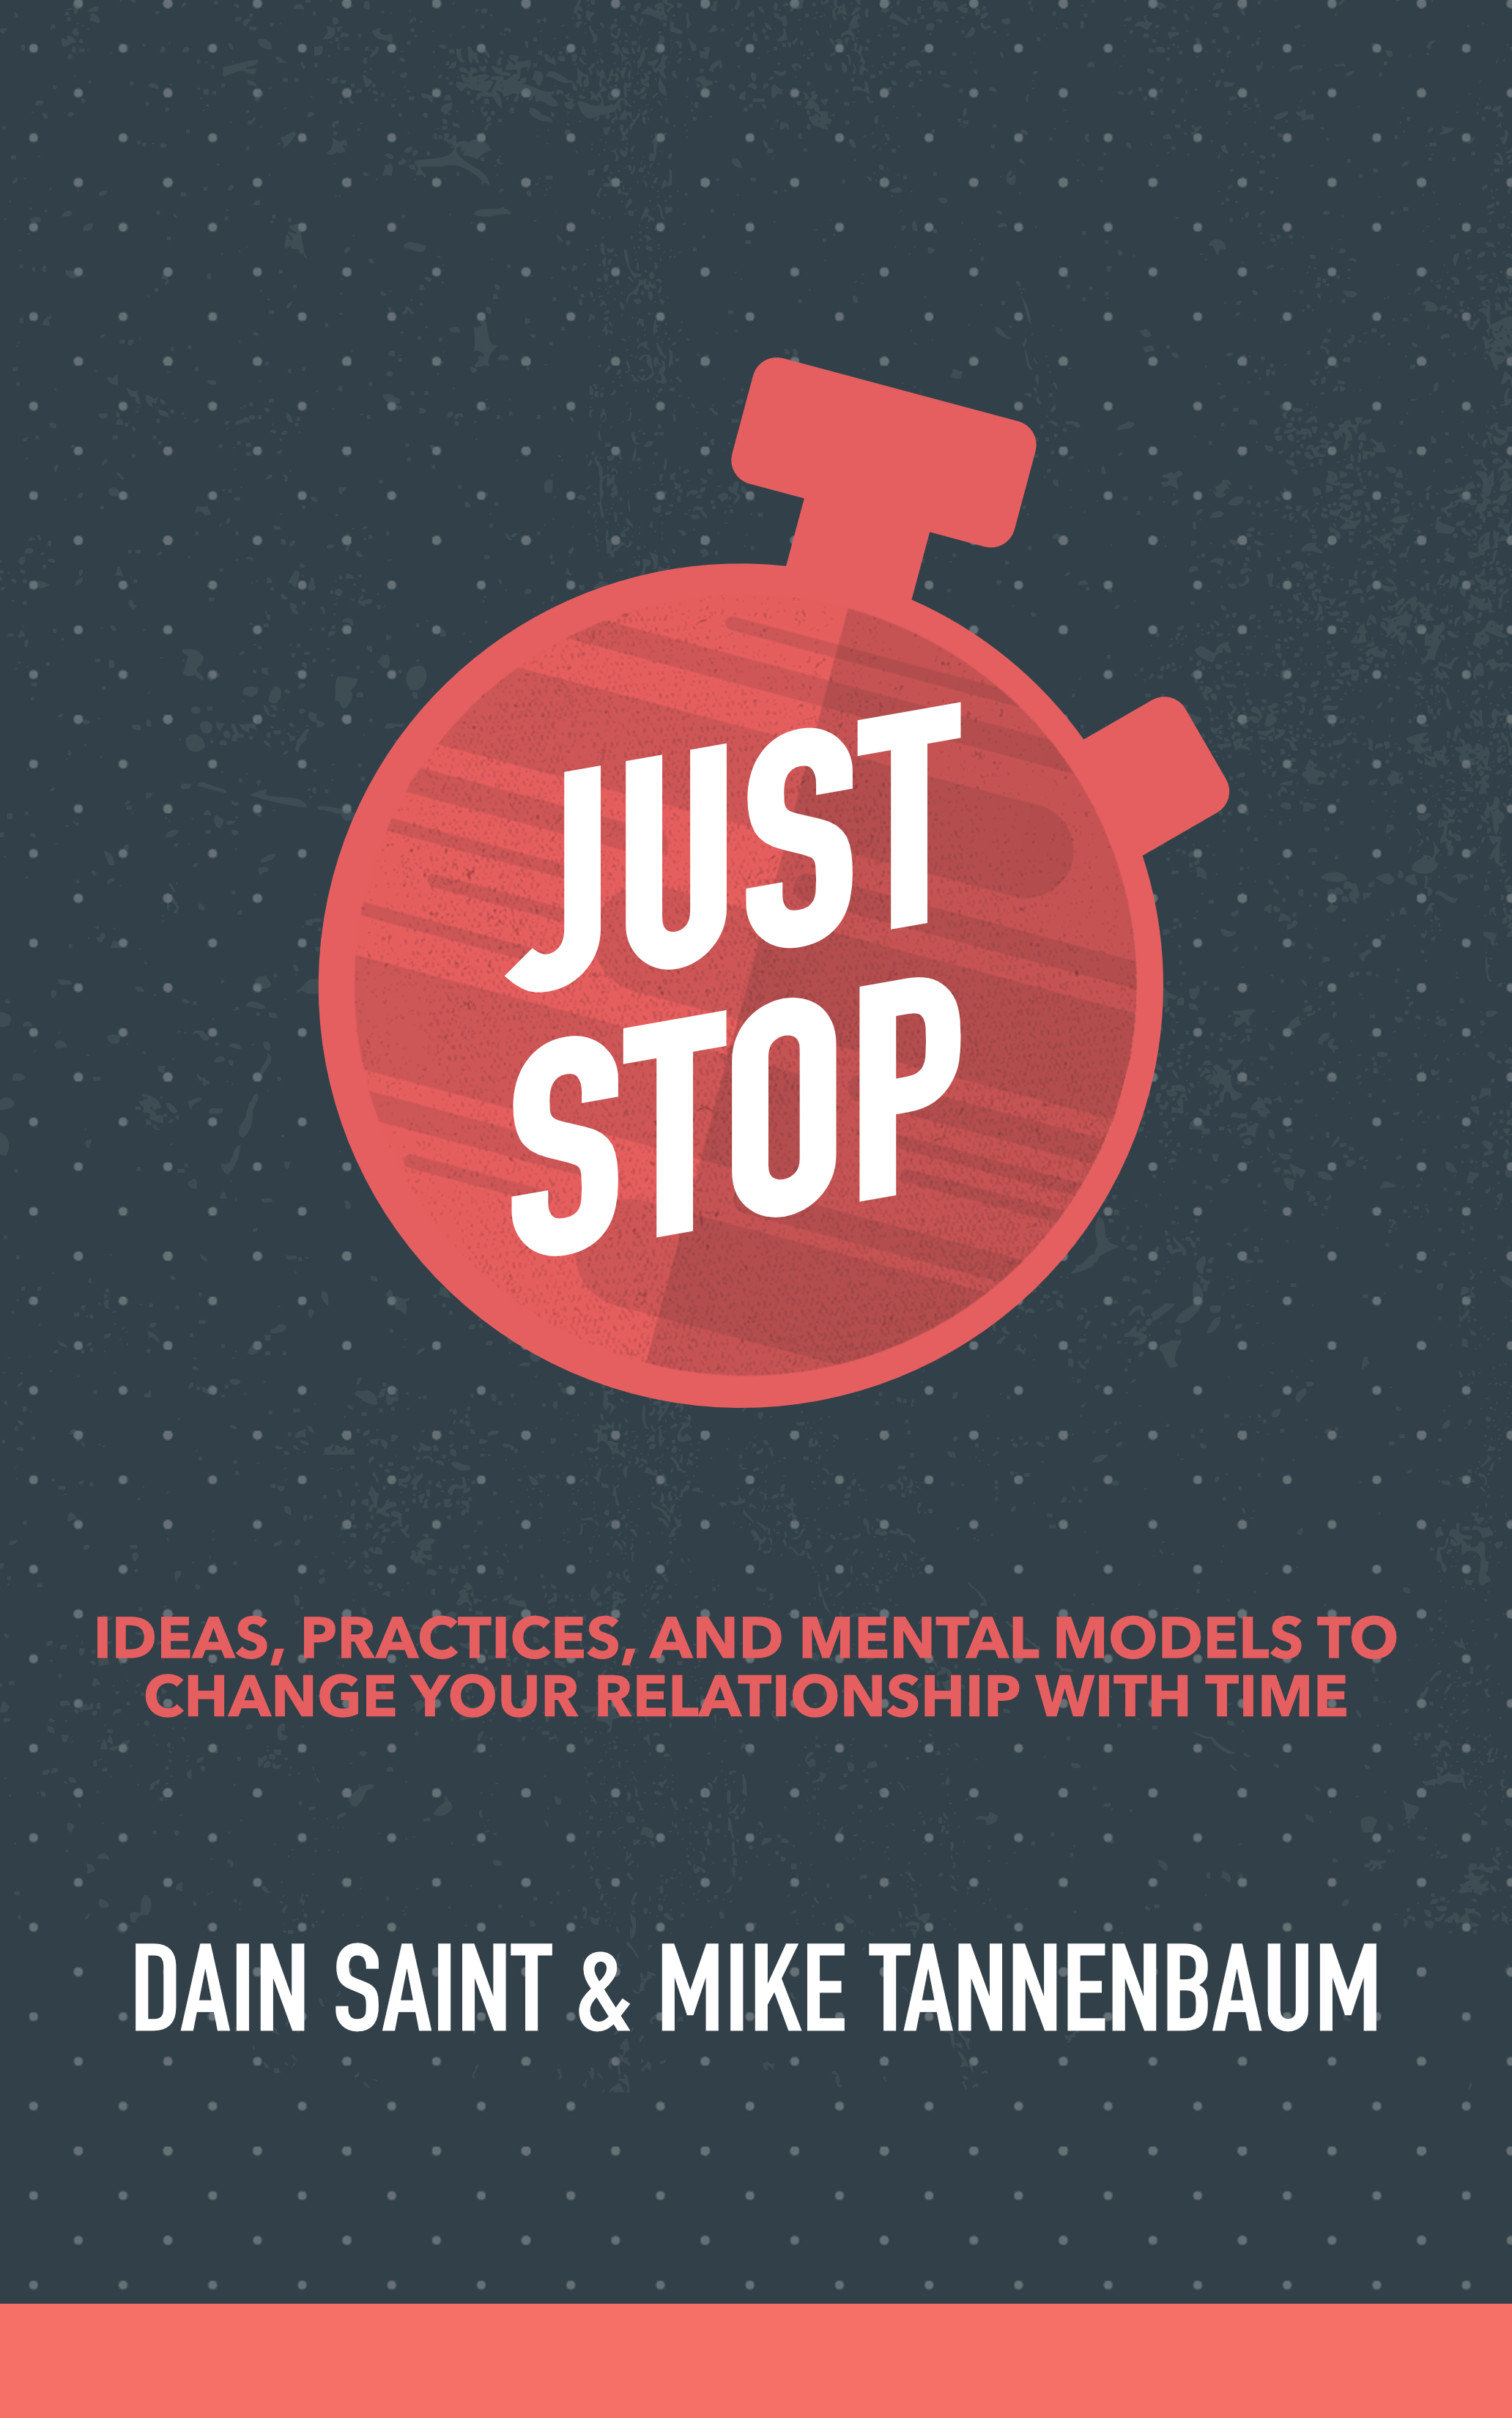 JUST
STOP
IDEAS, PRACTICES, AND MENTAL MODELS TO
CHANGE YOUR RELATIONSHIP WITH TIME
DAIN SAINT & MIKE TANNENBAUM